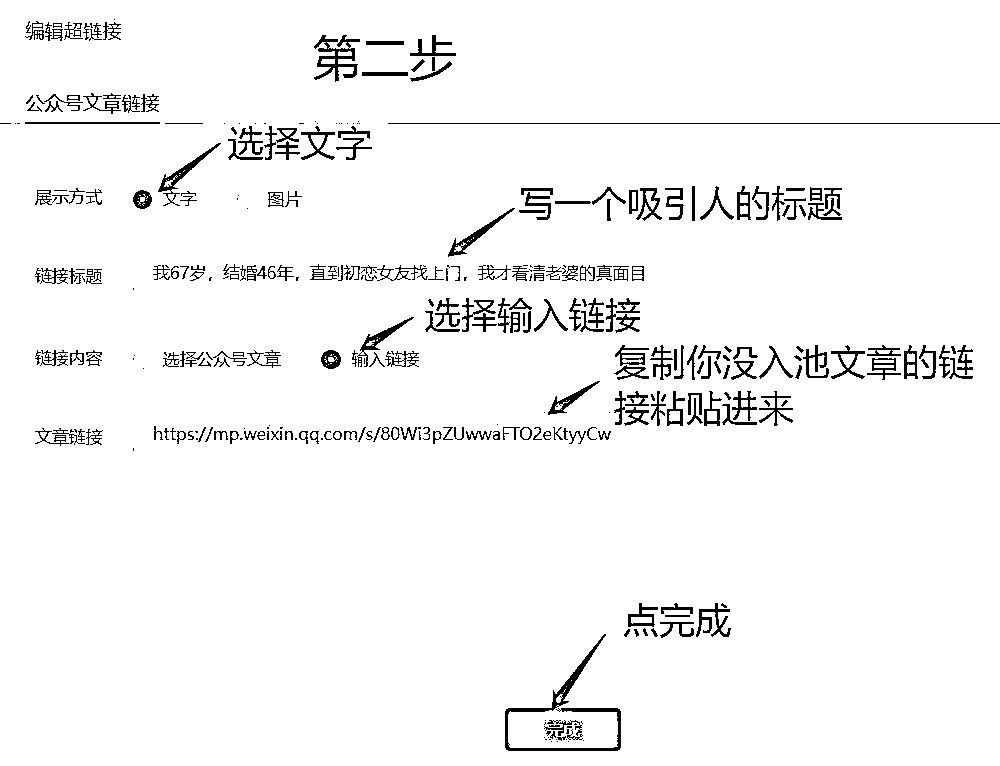 编辑超链接
第二步
公众号文章链接
选择文字
展示方式 文字 图片
写一个吸引人的标题
链接标题 我67岁，结婚46年，直到初恋女友找上门，我才看清老婆的真面目
选择输入链接
链接内容 选择公众号文章 输入链接
复制你没入池文章的链
接粘贴进来
文章链接 https://mp.weixin.qq.com/s/80Wi3pZUwwaFTO2eKtyyCw
点完成
完成